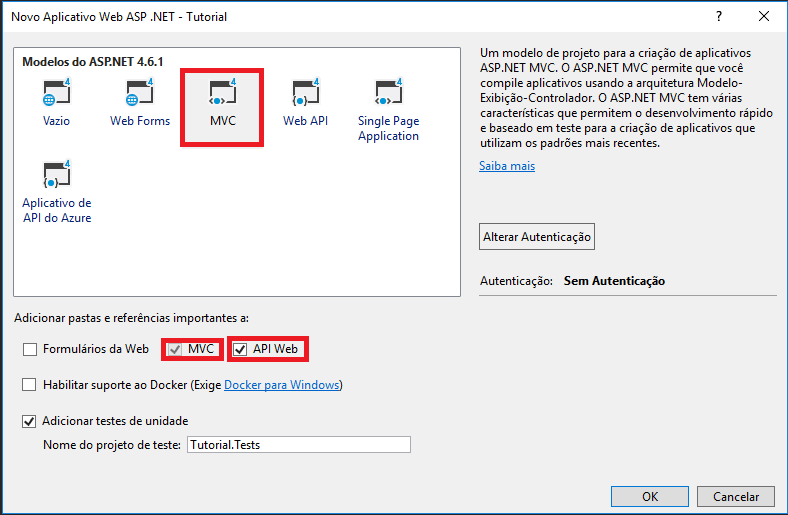 Novo Aplicativo Web ASP .NET - Tutorial
?
Modelos do ASP.NET 4.6.1
4 4 4 4 4
Vazio Web Forms MVC Web API Single Page
Application
4
Aplicativo de
API do Azure
Um modelo de projeto para a criação de aplicativos
ASP.NET MVC. O ASP.NET MVC permite que você
compile aplicativos usando a arquitetura Modelo-
Exibição-Controlador. O ASP.NET MVC tem várias
características que permitem o desenvolvimento rápido
e baseado em teste para a criação de aplicativos que
utilizam os padrões mais recentes.
Saiba mais
Alterar Autenticação
Autenticação: Sem Autenticação
Adicionar pastas e referências importantes a:
Formulários da Web MVC API Web
Habilitar suporte ao Docker (Exige Docker para Windows)
Adicionar testes de unidade
Nome do projeto de teste: Tutorial.Tests
OK Cancelar